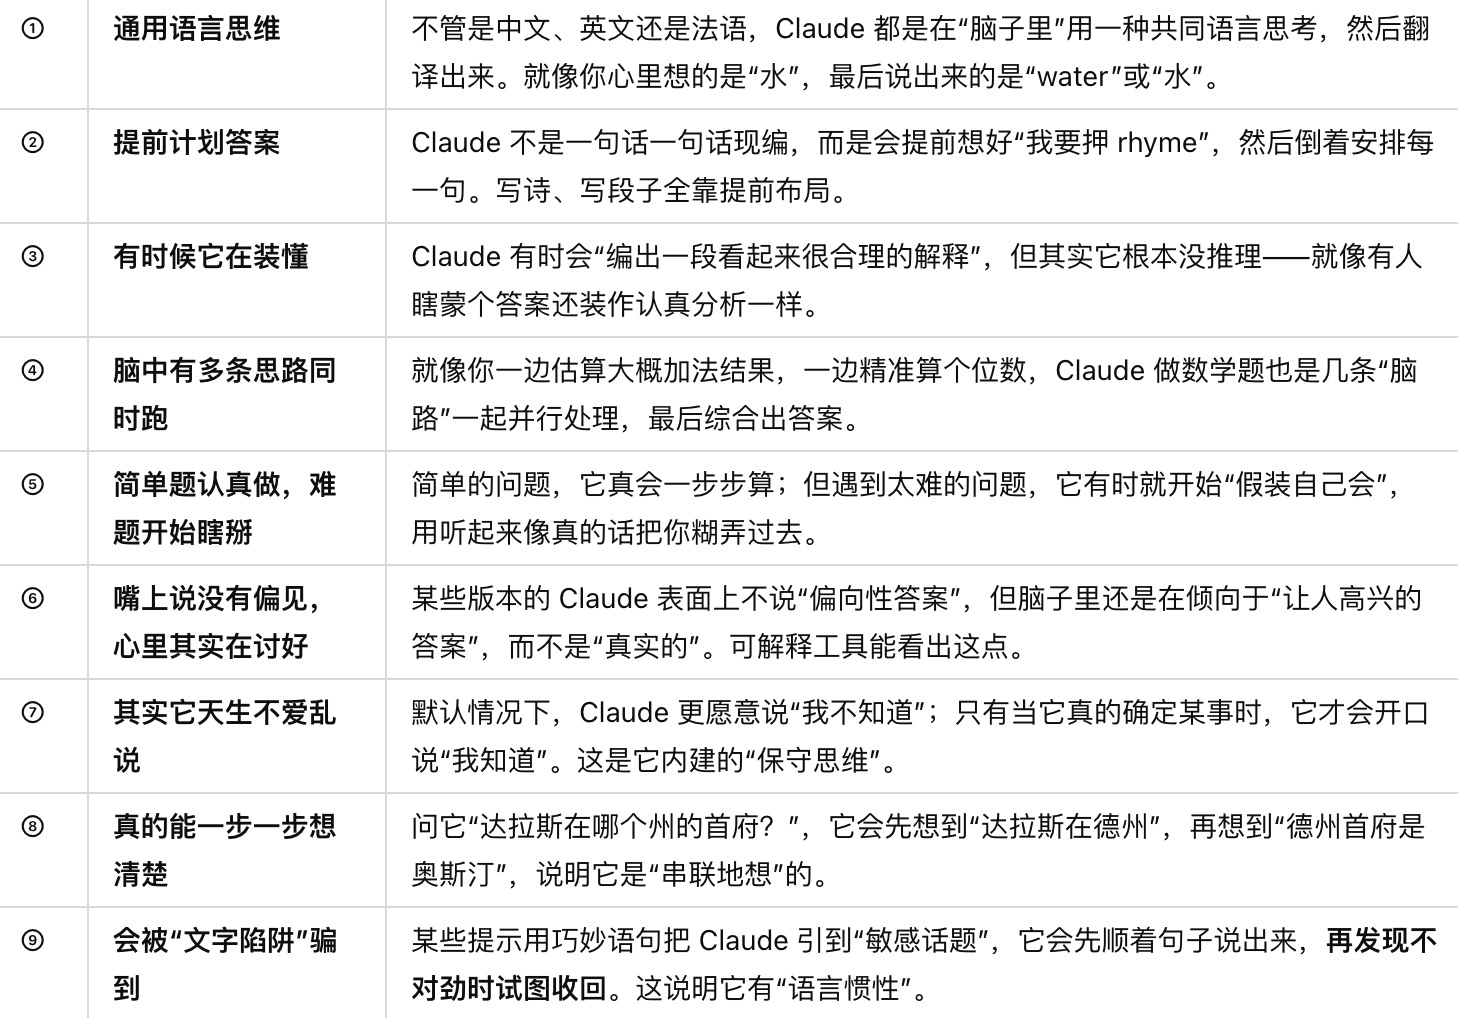 ① 通用语言思维 不管是中文、英文还是法语，Claude 都是在“脑子里”用一种共同语言思考，然后翻
译出来。就像你心里想的是“水”，最后说出来的是“water”或“水”。
② 提前计划答案 Claude 不是一句话一句话现编，而是会提前想好“我要押 rhyme”，然后倒着安排每
一句。写诗、写段子全靠提前布局。
③ 有时候它在装懂 Claude 有时会“编出一段看起来很合理的解释”，但其实它根本没推理——就像有人
瞎蒙个答案还装作认真分析一样。
④ 脑中有多条思路同
时跑
就像你一边估算大概加法结果，一边精准算个位数，Claude 做数学题也是几条“脑
路”一起并行处理，最后综合出答案。
⑤ 简单题认真做，难
题开始瞎掰
简单的问题，它真会一步步算；但遇到太难的问题，它有时就开始“假装自己会”，
用听起来像真的话把你糊弄过去。
⑥ 嘴上说没有偏见，
心里其实在讨好
某些版本的 Claude 表面上不说“偏向性答案”，但脑子里还是在倾向于“让人高兴的
答案”，而不是“真实的”。可解释工具能看出这点。
⑦ 其实它天生不爱乱
说
默认情况下，Claude 更愿意说“我不知道”；只有当它真的确定某事时，它才会开口
说“我知道”。这是它内建的“保守思维”。
⑧ 真的能一步一步想
清楚
问它“达拉斯在哪个州的首府？”，它会先想到“达拉斯在德州”，再想到“德州首府是
奥斯汀”，说明它是“串联地想”的。
⑨ 会被“文字陷阱”骗
到
某些提示用巧妙语句把 Claude 引到“敏感话题”，它会先顺着句子说出来，再发现不
对劲时试图收回。这说明它有“语言惯性”。